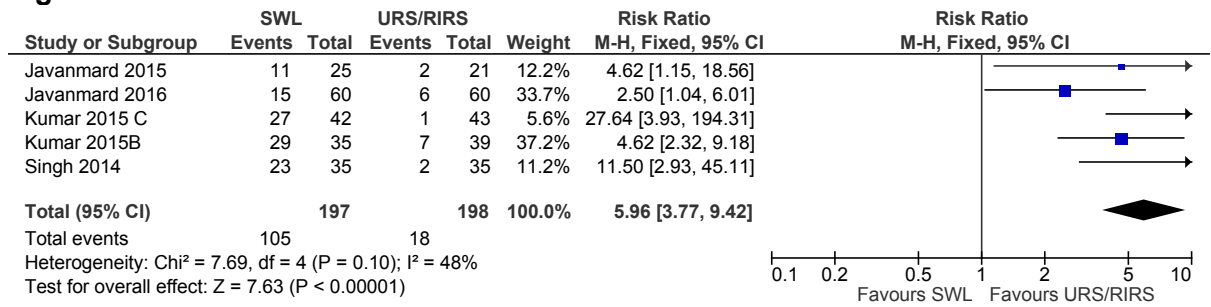 SWL URS/RIRS Risk Ratio Risk Ratio
Study or Subgroup Events Total Events Total Weight M-H, Fixed, 95% CI M-H, Fixed, 95% CI
Javanmard 2015 11 25 2 21 12.2% 4.62 [1.15, 18.56]
Javanmard 2016 15 60 6 60 33.7% 2.50 [1.04, 6.01]
Kumar 2015 C 27 42 1 43 5.6% 27.64 [3.93, 194.31]
Kumar 2015B 29 35 7 39 37.2% 4.62 [2.32, 9.18]
Singh 2014 23 35 2 35 11.2% 11.50 [2.93, 45.11]
Total (95% CI) 197 198 100.0% 5.96 [3.77, 9.42]
Total events 105 18
Heterogeneity: Chi² = 7.69, df = 4 (P = 0.10); I² = 48%
Test for overall effect: Z = 7.63 (P < 0.00001)
0.1 0.2 0.5 1 2 5 10
Favours SWL Favours URS/RIRS